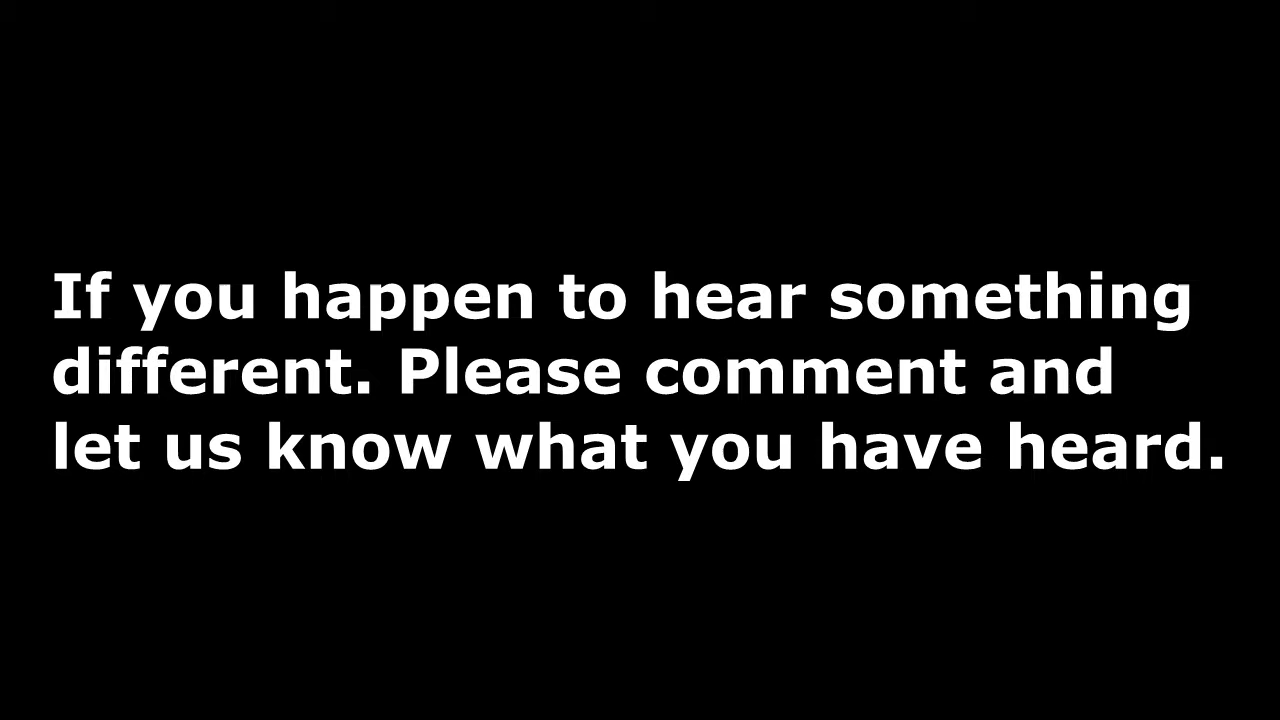 If you happen to hear something
different. Please comment and
let us know what you have heard.